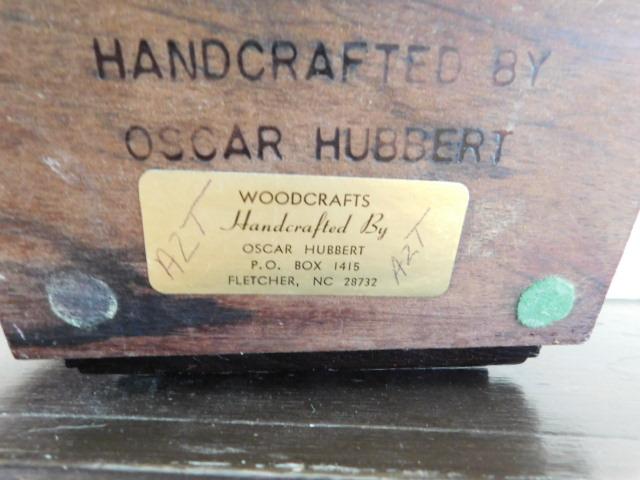 HANDCRAFTED BY
OSCAR HUBBERT
WOODCRAFTS
Handcrafted By
OSCAR HUBBERT
P.O. BOX 1415
FLETCHER, NC 28732
AZT
AZT